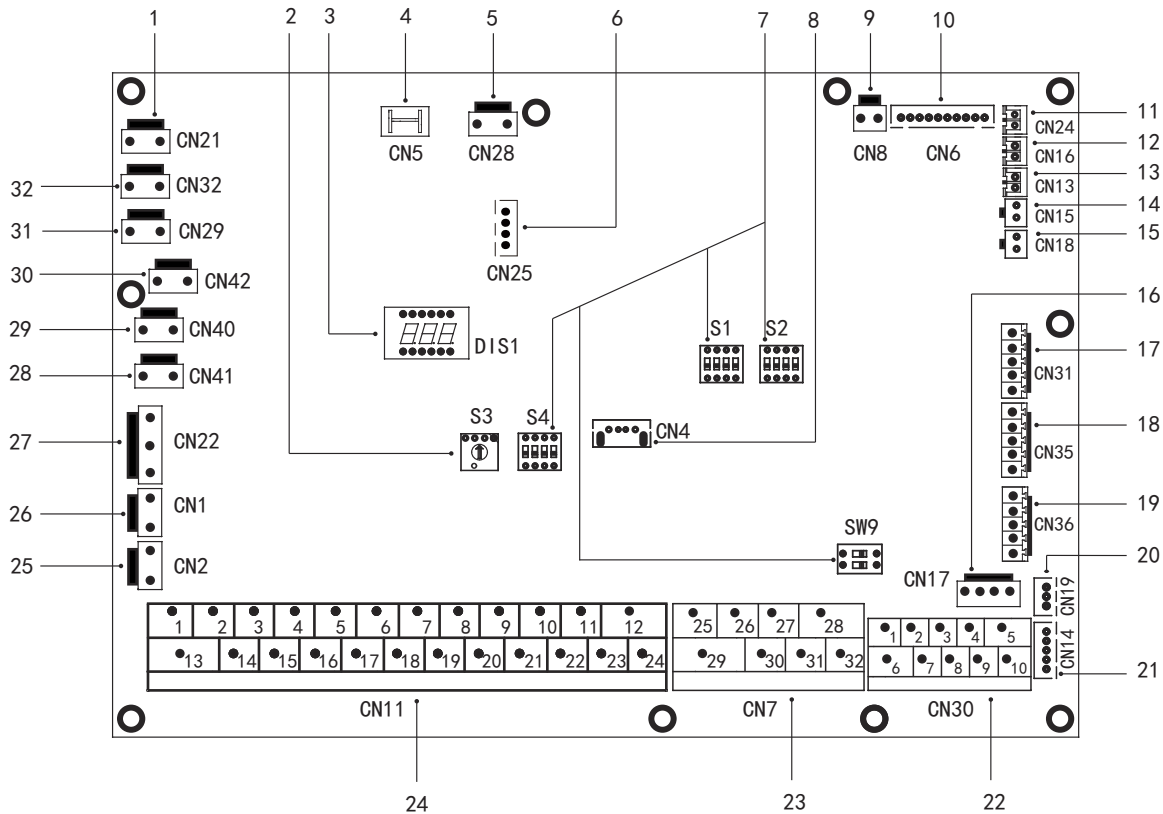 1 2 3 4 5 6 7 8 9 10
CN21 CN5 CN28 CN8 CN6 CN24 11
CN16 12
32 CN32 CN13 13
31 CN29 CN15 14
CN25 CN18 15
30 CN42
16
29 CN40 DIS1 S1 S2
28 CN41 CN31 17
27 CN22 S3 S4 CN4 CN35 18
26 CN1 CN36 19
SW9
25 CN2 CN17 CN19 20
1 2 3 4 5 6 7 8 9 10 11 12 25 26 27 28 1 2 3 4 5
13 14 15 16 17 18 19 20 21 22 23 24 29 30 31 32 6 7 8 9 10 CN14 21
CN11 CN7 CN30
24 23 22